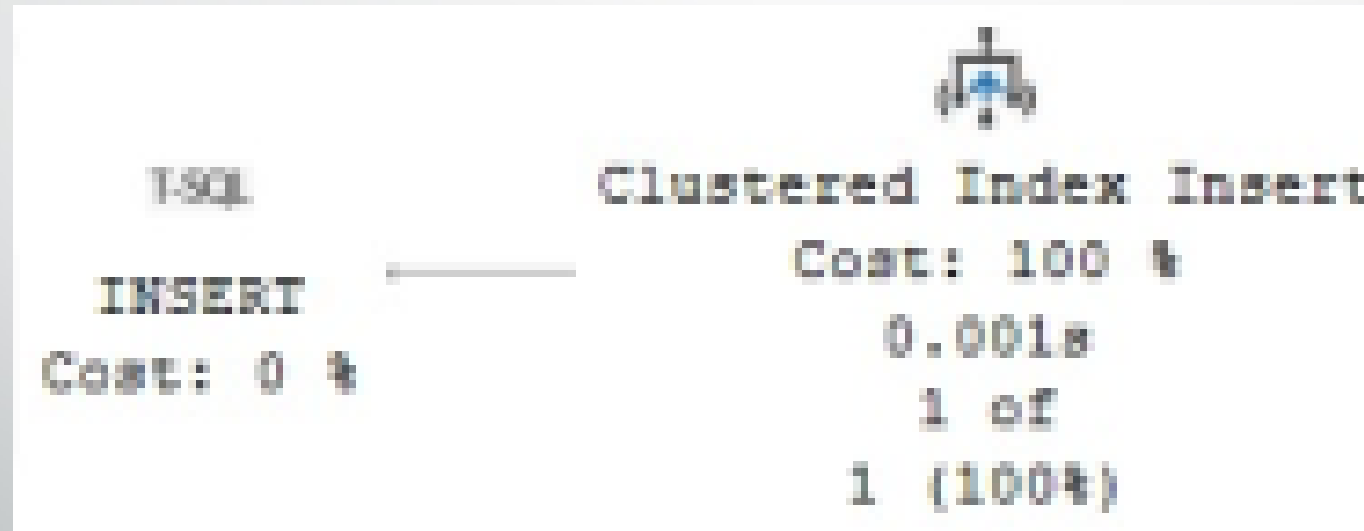 T-SQL
INSERT
Cost: 0 %
Clustered Index Insert
Cost: 100 %
0.001s
1 of
1 (100%)